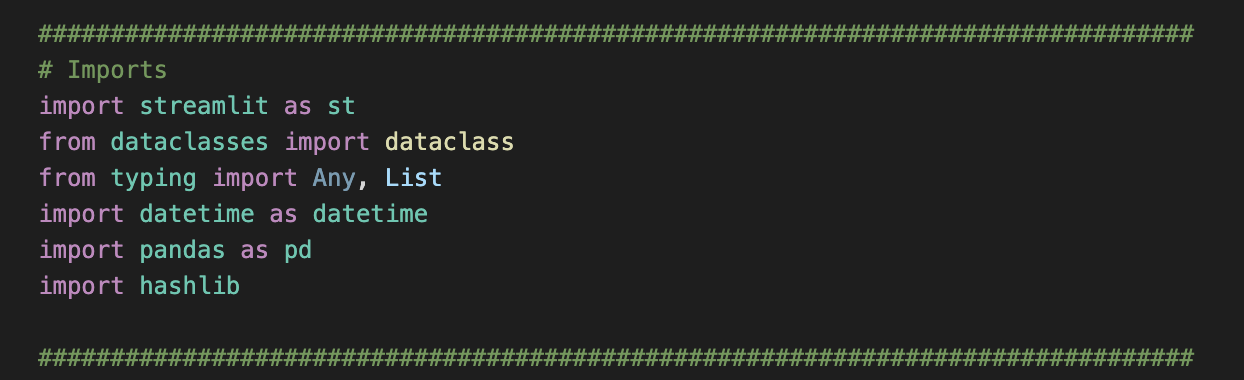 ################################################################################
# Imports
import streamlit as st
from dataclasses import dataclass
from typing import Any, List
import datetime as datetime
import pandas as pd
import hashlib
################################################################################